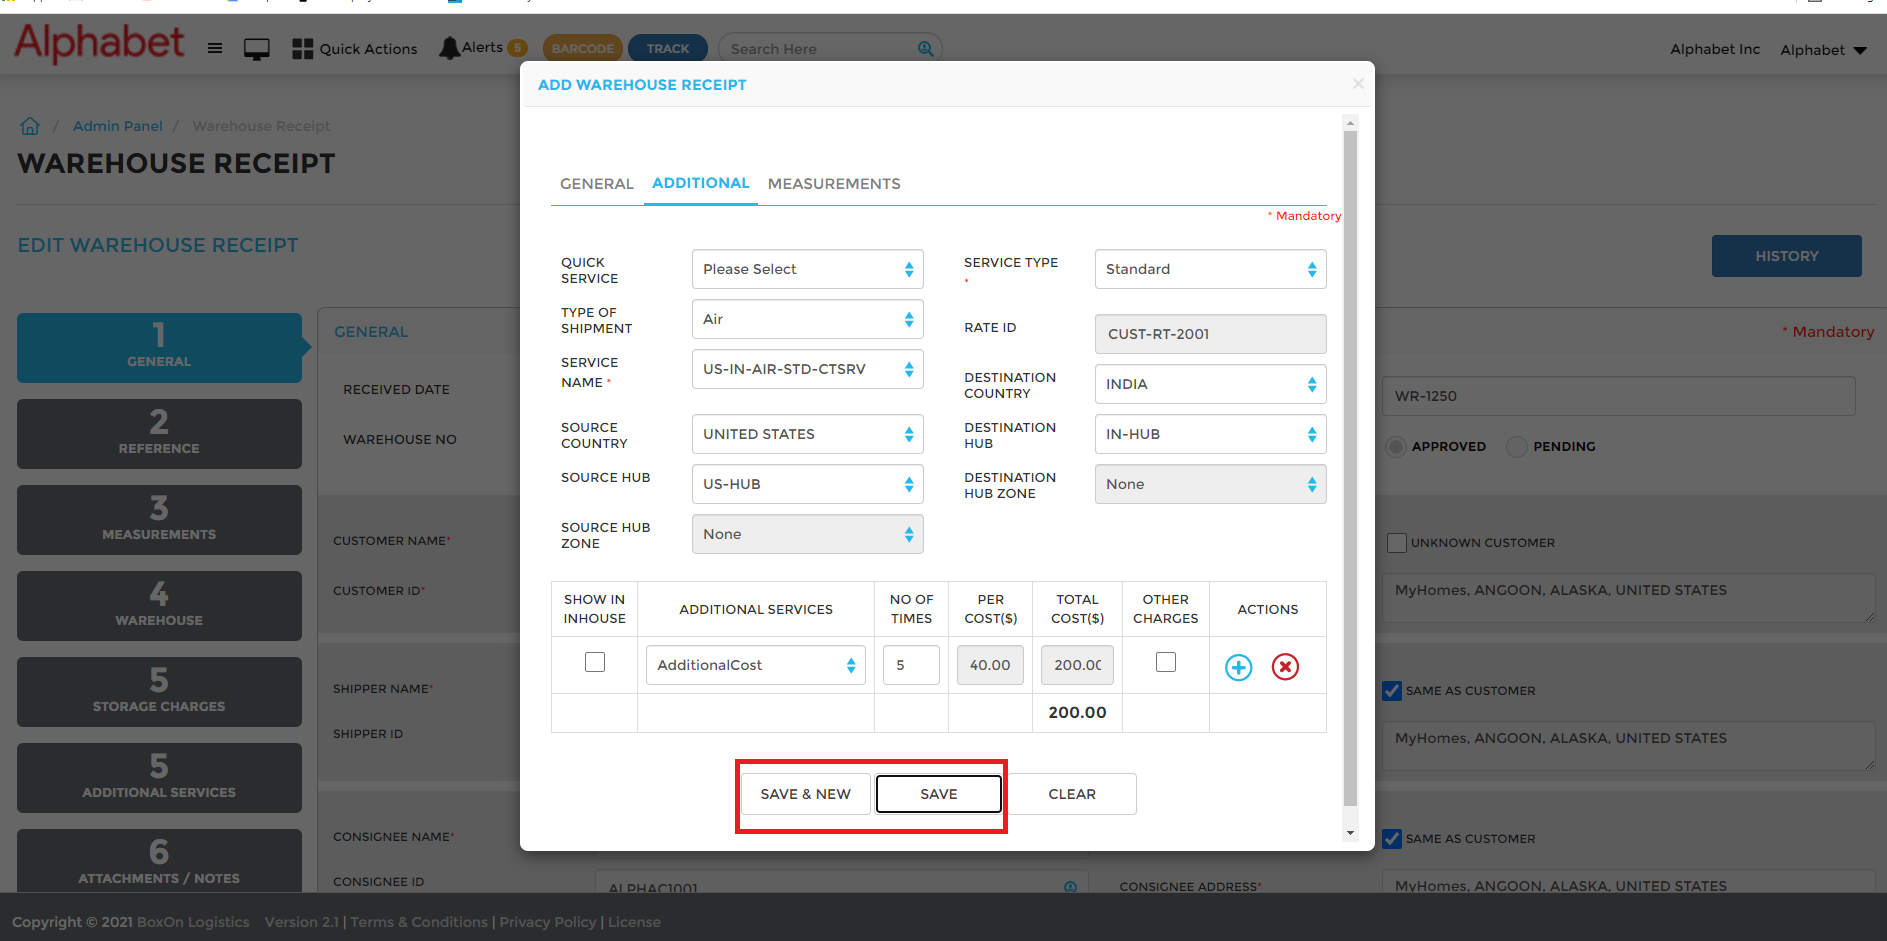 Alphabet
Quick Actions
Alerts 5
BARCODE
TRACK
Search Here
Alphabet Inc
Alphabet
/ Admin Panel / Warehouse Receipt
WAREHOUSE RECEIPT
EDIT WAREHOUSE RECEIPT
HISTORY
1
GENERAL
2
REFERENCE
3
MEASUREMENTS
4
WAREHOUSE
5
STORAGE CHARGES
5
ADDITIONAL SERVICES
6
ATTACHMENTS / NOTES
GENERAL
* Mandatory
RECEIVED DATE
WR-1250
WAREHOUSE NO
APPROVED
PENDING
CUSTOMER NAME*
UNKNOWN CUSTOMER
CUSTOMER ID*
MyHomes, ANGOON, ALASKA, UNITED STATES
SHIPPER NAME*
SAME AS CUSTOMER
SHIPPER ID
MyHomes, ANGOON, ALASKA, UNITED STATES
CONSIGNEE NAME*
SAME AS CUSTOMER
CONSIGNEE ID
ALPHAC1001
CONSIGNEE ADDRESS*
MyHomes, ANGOON, ALASKA, UNITED STATES
ADD WAREHOUSE RECEIPT
×
GENERAL
ADDITIONAL
MEASUREMENTS
* Mandatory
QUICK
SERVICE
Please Select
SERVICE TYPE
*
Standard
TYPE OF
SHIPMENT
Air
RATE ID
CUST-RT-2001
SERVICE
NAME *
US-IN-AIR-STD-CTSRV
DESTINATION
COUNTRY
INDIA
SOURCE
COUNTRY
UNITED STATES
DESTINATION
HUB
IN-HUB
SOURCE HUB
US-HUB
DESTINATION
HUB ZONE
None
SOURCE HUB
ZONE
None
SHOW IN
INHOUSE
ADDITIONAL SERVICES
NO OF
TIMES
PER
COST($)
TOTAL
COST($)
OTHER
CHARGES
ACTIONS
AdditionalCost
5
40.00
200.00
200.00
SAVE & NEW
SAVE
CLEAR
Copyright © 2021 BoxOn Logistics Version 2.1 | Terms & Conditions | Privacy Policy | License